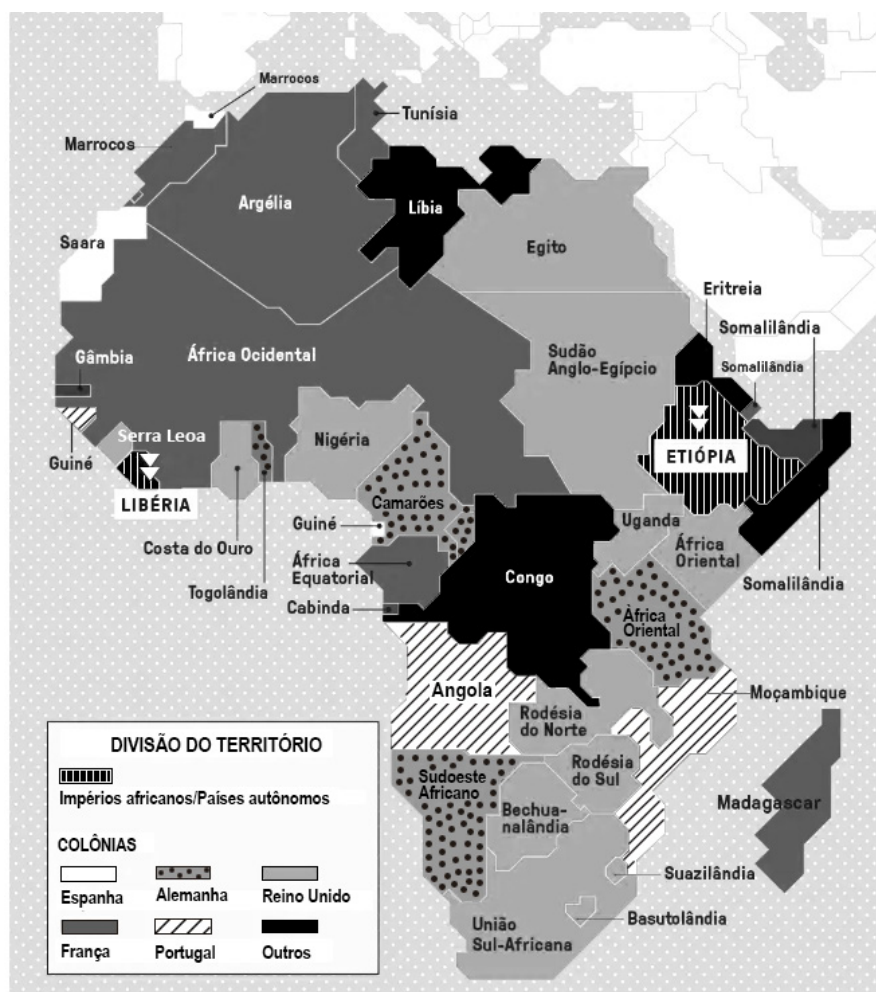 Marrocos
Tunísia
Marrocos
Argélia
Líbia
Saara
Egito
Eritreia
Somalilândia
Gâmbia
África Ocidental
Sudão
Anglo-Egípcio
Somalilândia
Serra Leoa
Nigéria
Guiné
ETIÓPIA
LIBÉRIA
Camarões
Guiné
Uganda
Costa do Ouro
África
Equatorial
África
Oriental
Togolândia
Congo
Somalilândia
Cabinda
Àfrica
Oriental
Angola
Moçambique
Rodésia
do Norte
DIVISÃO DO TERRITÓRIO
Sudoeste
Africano
Rodésia
do Sul
Impérios africanos/Países autônomos
Bechua-
nalândia
Madagascar
COLÔNIAS
Suazilândia
Espanha
Alemanha
Reino Unido
Basutolândia
União
Sul-Africana
França
Portugal
Outros